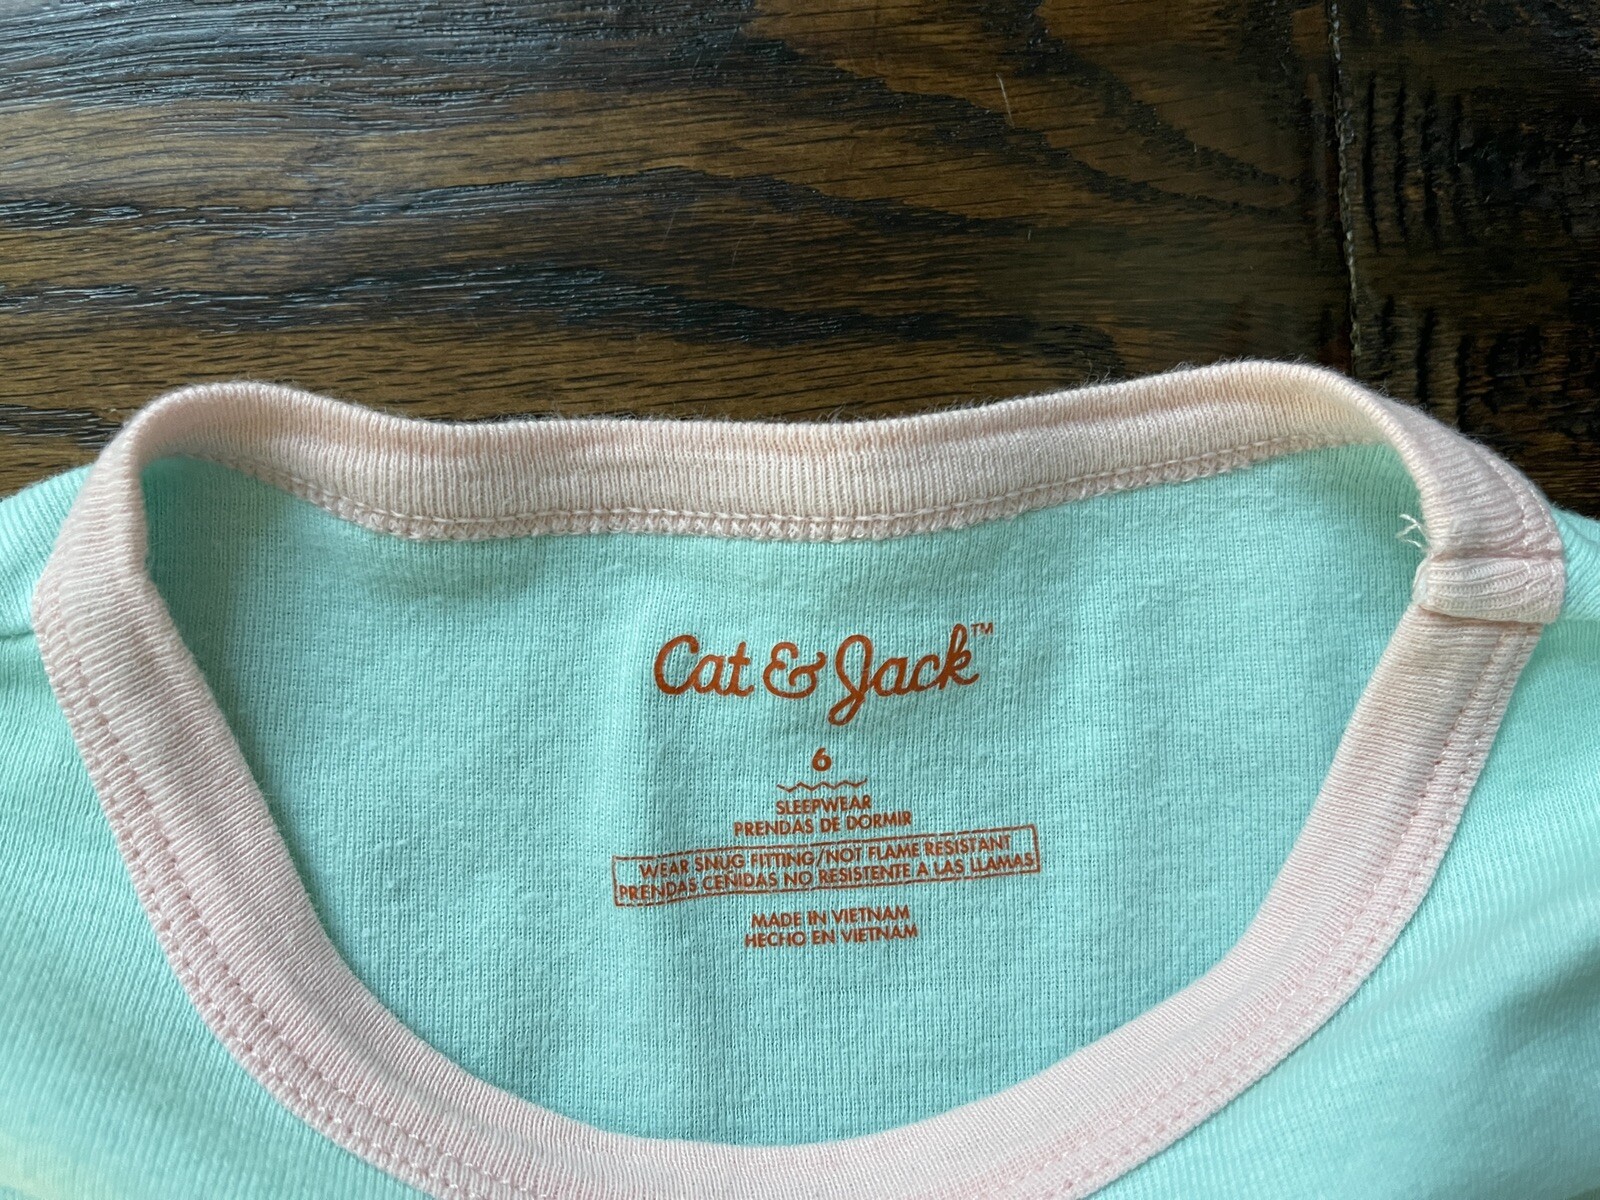 Cat & Jack™
6
SLEEPWEAR
PRENDAS DE DORMIR
WEAR SNUG FITTING/NOT FLAME RESISTANT
PRENDAS CEÑIDAS NO RESISTENTE A LAS LLAMAS
MADE IN VIETNAM
HECHO EN VIETNAM